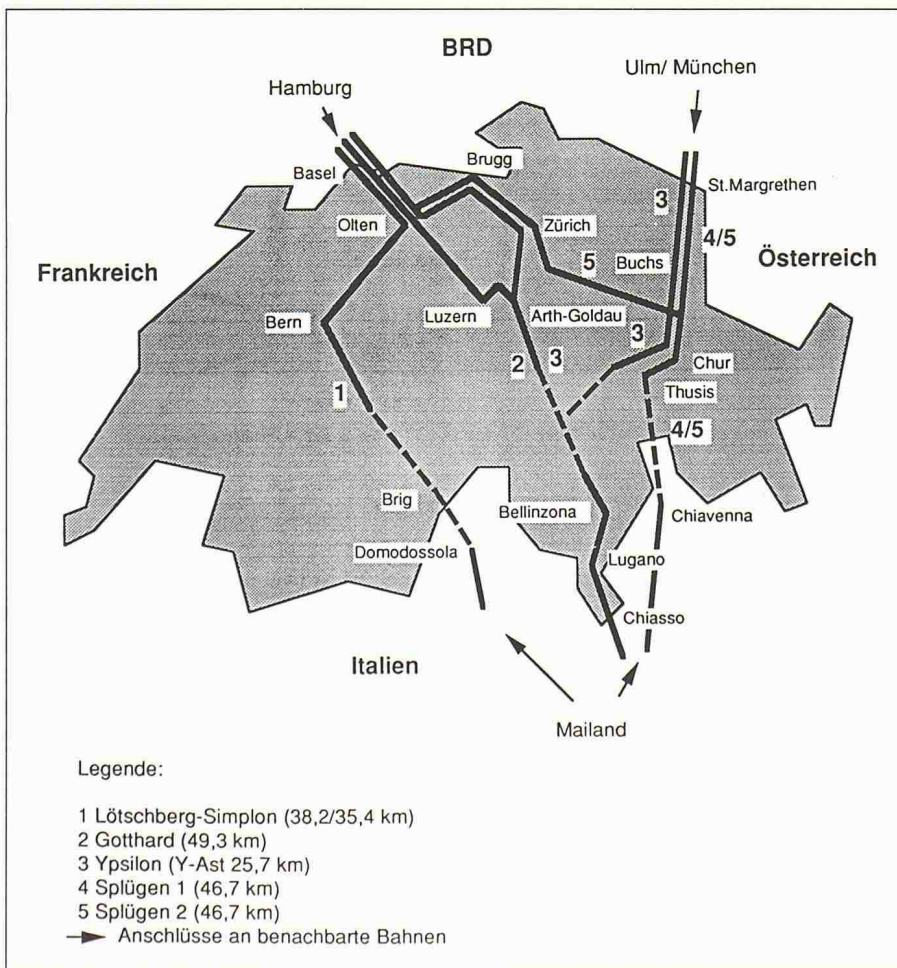 BRD
Ulm/ München
Hamburg
Brugg
Basel
St.Margrethen
3
Olten
Zürich
4/5
Frankreich
5
Buchs
Österreich
Bern
Luzern
Arth-Goldau
3
2
3
Chur
1
Thusis
4/5
Brig
Bellinzona
Chiavenna
Domodossola
Lugano
Chiasso
Italien
Mailand
Legende:
1 Lötschberg-Simplon (38,2/35,4 km)
2 Gotthard (49,3 km)
3 Ypsilon (Y-Ast 25,7 km)
4 Splügen 1 (46,7 km)
5 Splügen 2 (46,7 km)
Anschlüsse an benachbarte Bahnen